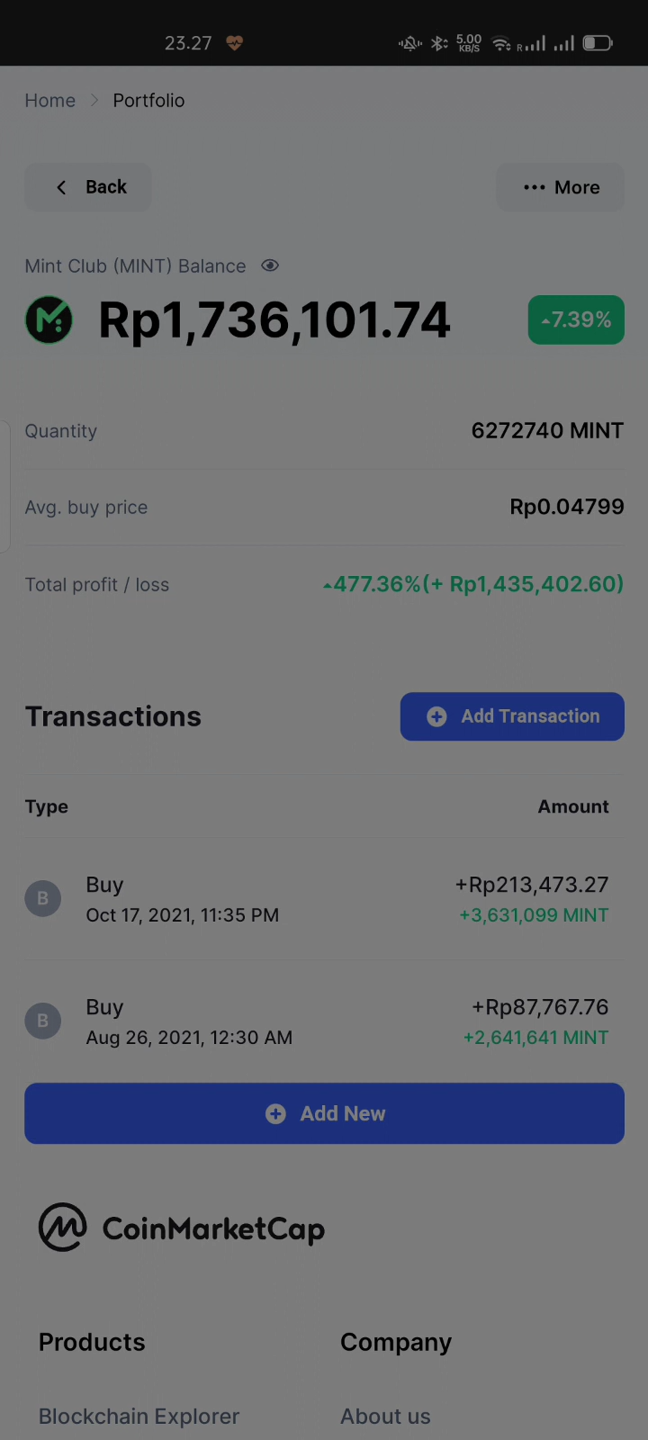 23.27 5.00 KB/S R
Home > Portfolio
Back ••• More
Mint Club (MINT) Balance
Rp1,736,101.74 7.39%
Quantity 6272740 MINT
Avg. buy price Rp0.04799
Total profit / loss 477.36%(+ Rp1,435,402.60)
Transactions Add Transaction
Type Amount
B Buy +Rp213,473.27
Oct 17, 2021, 11:35 PM +3,631,099 MINT
B Buy +Rp87,767.76
Aug 26, 2021, 12:30 AM +2,641,641 MINT
Add New
CoinMarketCap
Products Company
Blockchain Explorer About us